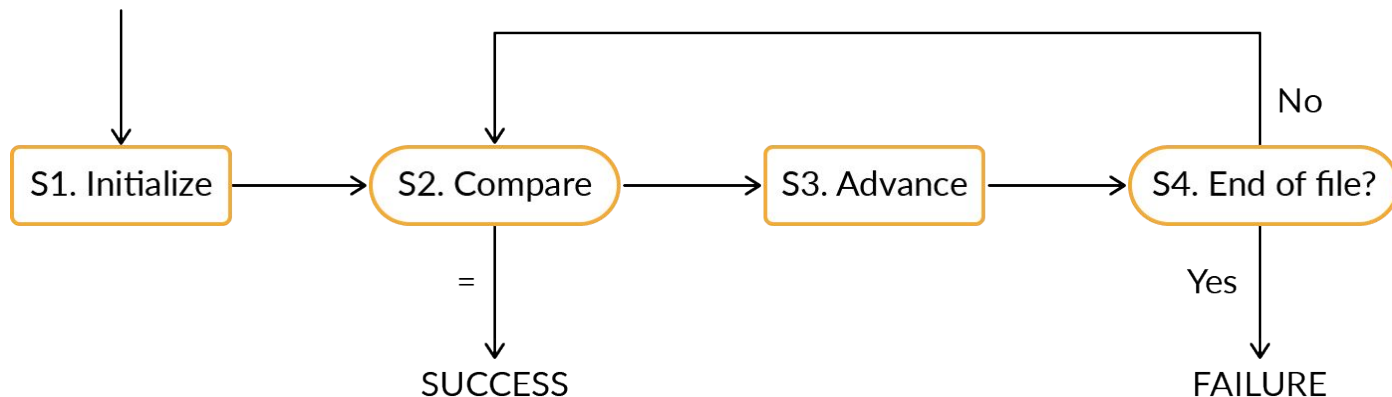 No
S1. Initialize
S2. Compare
S3. Advance
S4. End of file?
=
Yes
SUCCESS
FAILURE